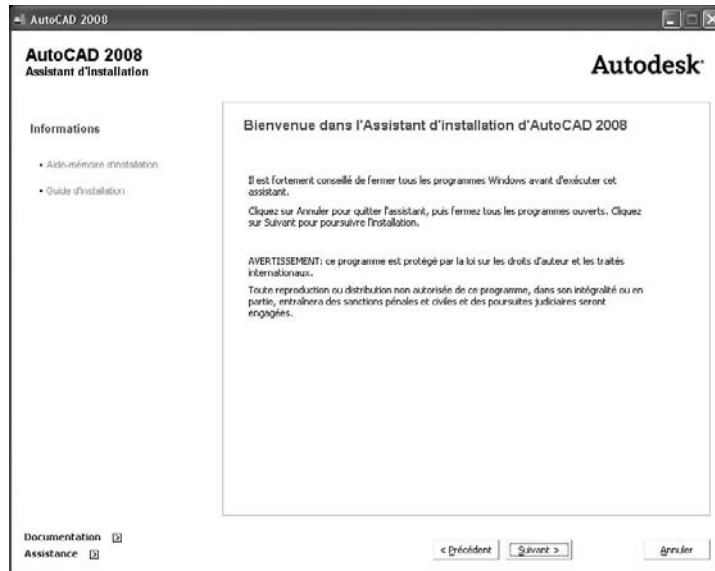 AutoCAD 2008
AutoCAD 2008
Assistant d'installation
Autodesk
Informations
• Aide-mémoire d'installation
• Guide d'installation
Bienvenue dans l'Assistant d'installation d'AutoCAD 2008
Il est fortement conseillé de fermer tous les programmes Windows avant d'exécuter cet
assistant.
Cliquez sur Annuler pour quitter l'assistant, puis fermez tous les programmes ouverts. Cliquez
sur Suivant pour poursuivre l'installation.
AVERTISSEMENT: ce programme est protégé par la loi sur les droits d'auteur et les traités
internationaux.
Toute reproduction ou distribution non autorisée de ce programme, dans son intégralité ou en
partie, entraînera des sanctions pénales et civiles et des poursuites judiciaires seront
engagées.
Documentation
Assistance
< Précédent
Suivant >
Annuler